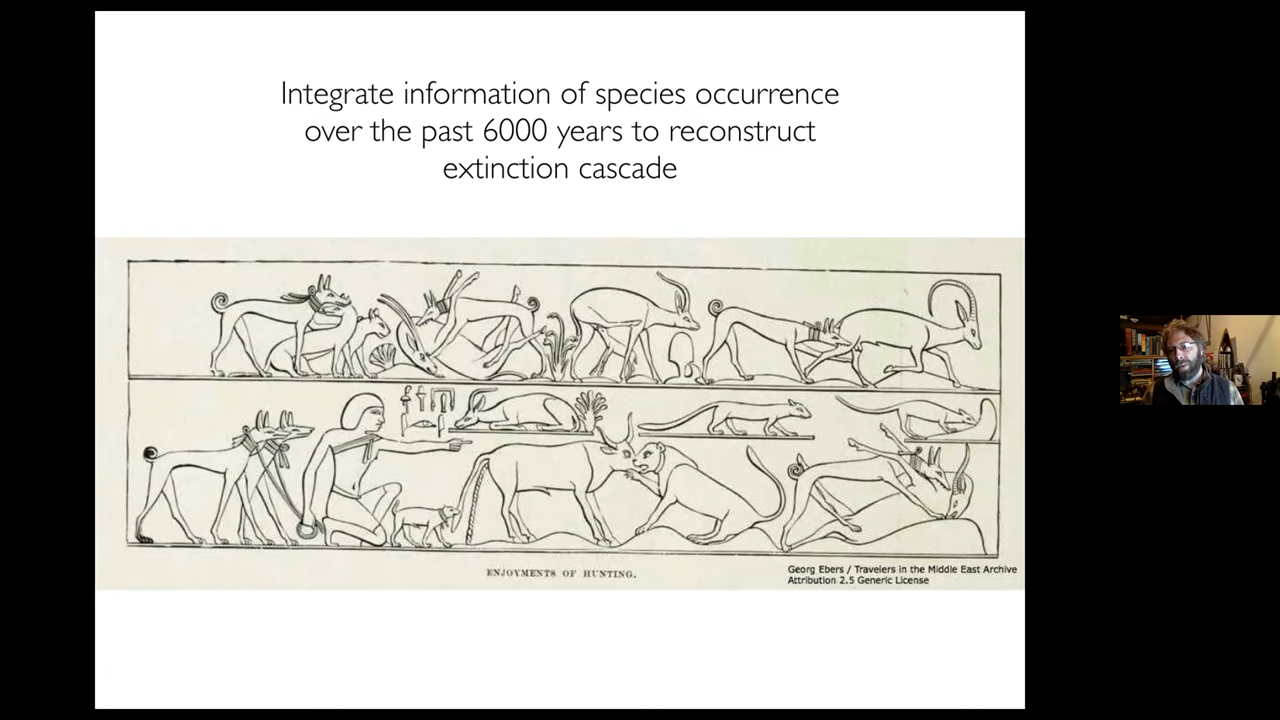 Integrate information of species occurrence
over the past 6000 years to reconstruct
extinction cascade
ENJOYMENTS OF HUNTING.
Georg Ebers / Travelers in the Middle East Archive
Attribution 2.5 Generic License